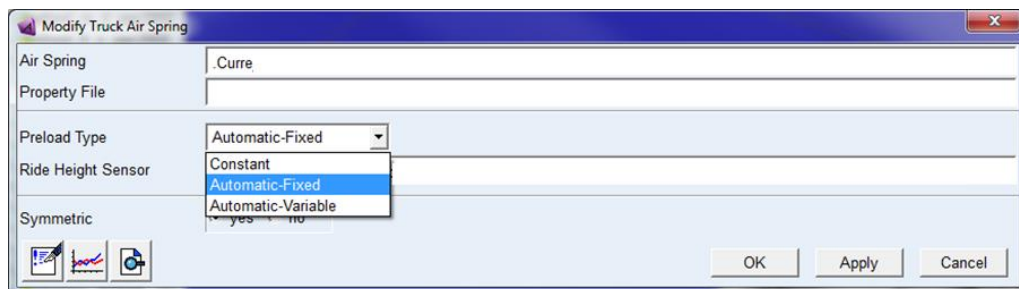 Modify Truck Air Spring
Air Spring .Curre
Property File
Preload Type Automatic-Fixed
Constant
Ride Height Sensor
Automatic-Fixed
Automatic-Variable
Symmetric yes no
OK Apply Cancel